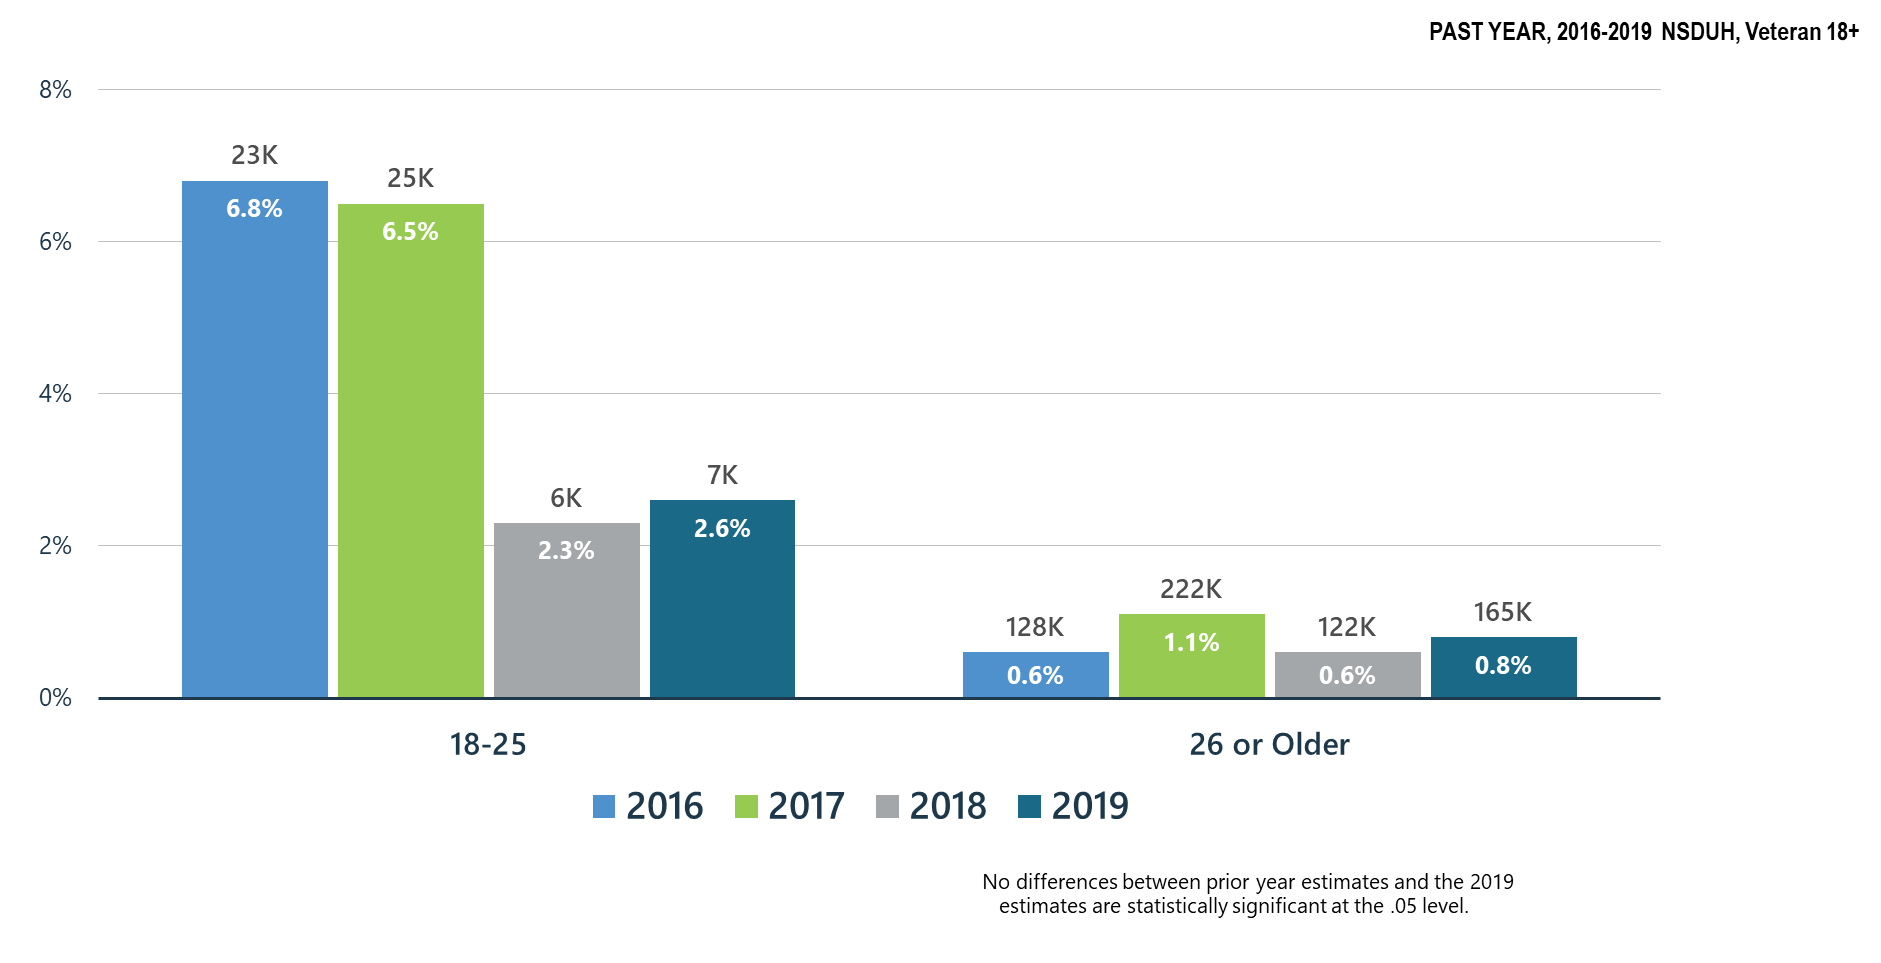 PAST YEAR, 2016-2019 NSDUH, Veteran 18+
8%
6%
4%
2%
0%
23K
6.8%
25K
6.5%
6K
2.3%
7K
2.6%
128K
0.6%
222K
1.1%
122K
0.6%
165K
0.8%
18-25
26 or Older
2016
2017
2018
2019
No differences between prior year estimates and the 2019
estimates are statistically significant at the .05 level.